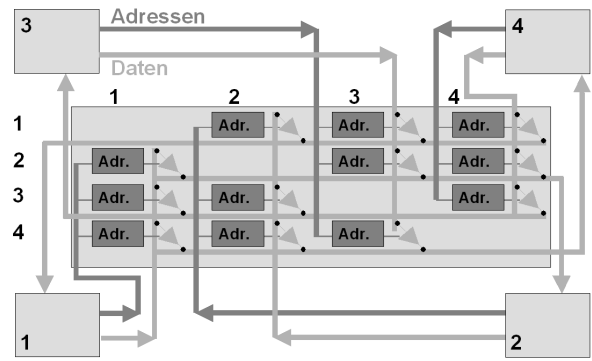 3
Adressen
4
Daten
1 2 3 4
1 Adr. Adr. Adr.
2 Adr. Adr. Adr.
3 Adr. Adr. Adr.
4 Adr. Adr. Adr.
1
2